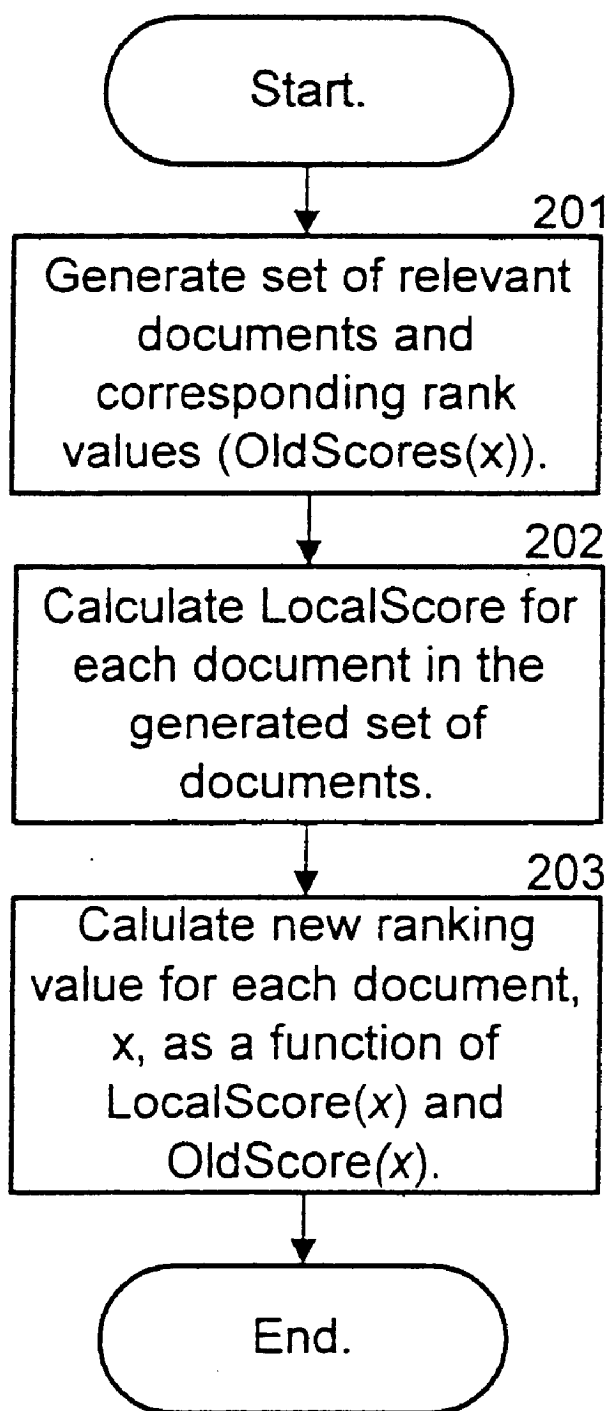 Start.
201
Generate set of relevant
documents and
corresponding rank
values (OldScores(x)).
202
Calculate LocalScore for
each document in the
generated set of
documents.
203
Calulate new ranking
value for each document,
x, as a function of
LocalScore(x) and
OldScore(x).
End.